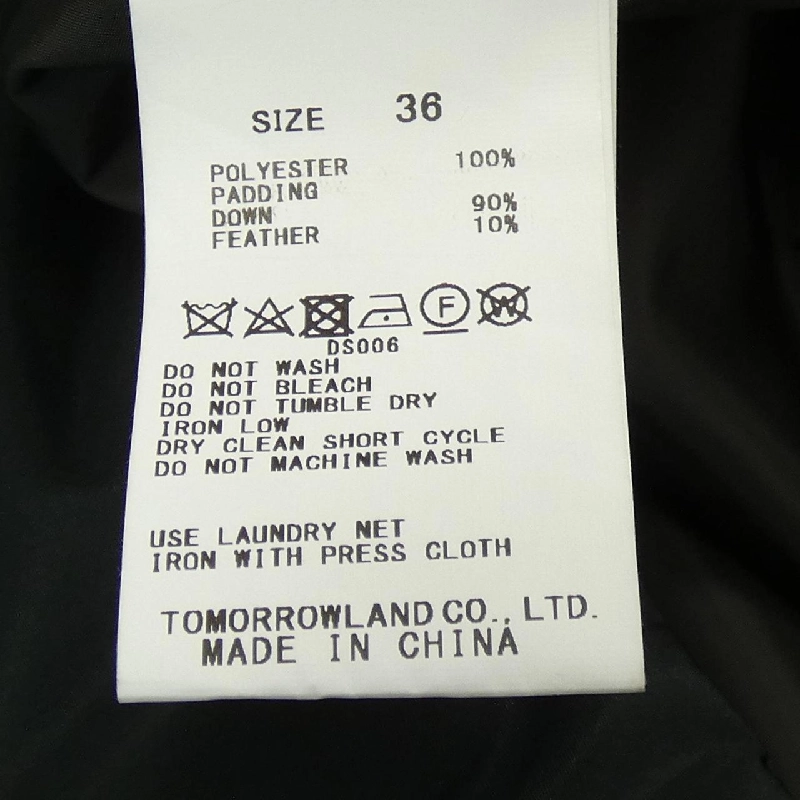 SIZE 36
POLYESTER 100%
PADDING
DOWN 90%
FEATHER 10%
F W
DS006
DO NOT WASH
DO NOT BLEACH
DO NOT TUMBLE DRY
IRON LOW
DRY CLEAN SHORT CYCLE
DO NOT MACHINE WASH
USE LAUNDRY NET
IRON WITH PRESS CLOTH
TOMORROWLAND CO., LTD.
MADE IN CHINA